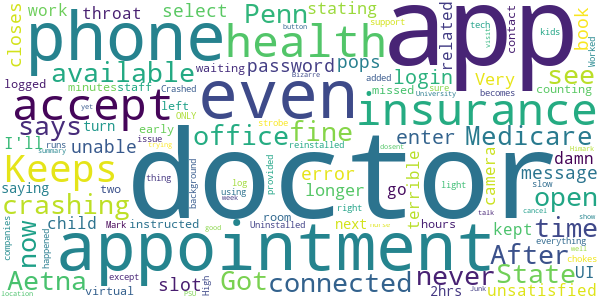 closes work throat select Penn stating book
phone app
health
available see
related contact tech support button visit kids
logged minutes staff pops waiting password login missed counting
Crashed added ONLY yet University Bizarre Worked
accept even insurance
left sure becomes
says turn office fine Medicare
I'll early strobe enter
runs issue unable reinstalled
summary Himark
Keeps doctor damn
saying two error longer go message
thing background log using week provided light slow
crashing camera terrible
open
now child instructed room right next hours kept time
companies happened Mark
appointment After
everything cancel show talk
except Uninstalled good
Aetna slot Got connected never State UI
High chokes well
location PSU virtual 2hrs Junk unsatisfied
dosent